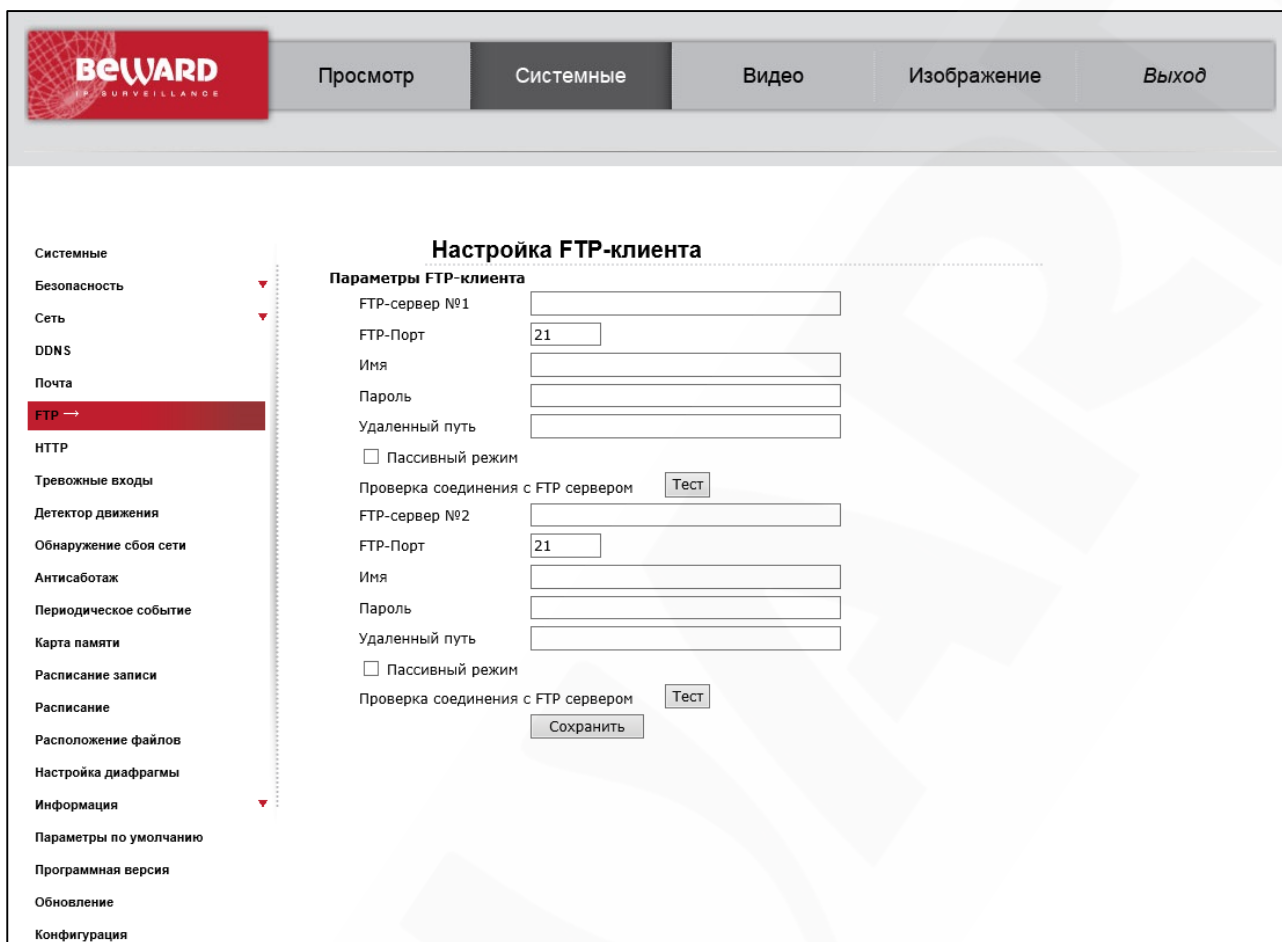 BEWARD
IP SURVEILLANCE
Просмотр
Системные
Видео
Изображение
Выход
Системные
Безопасность
Сеть
DDNS
Почта
FTP →
HTTP
Тревожные входы
Детектор движения
Обнаружение сбоя сети
Антисаботаж
Периодическое событие
Карта памяти
Расписание записи
Расписание
Расположение файлов
Настройка диафрагмы
Информация
Параметры по умолчанию
Программная версия
Обновление
Конфигурация
Настройка FTP-клиента
Параметры FTP-клиента
FTP-сервер №1
FTP-Порт 21
Имя
Пароль
Удаленный путь
Пассивный режим
Проверка соединения с FTP сервером Тест
FTP-сервер №2
FTP-Порт 21
Имя
Пароль
Удаленный путь
Пассивный режим
Проверка соединения с FTP сервером Тест
Сохранить